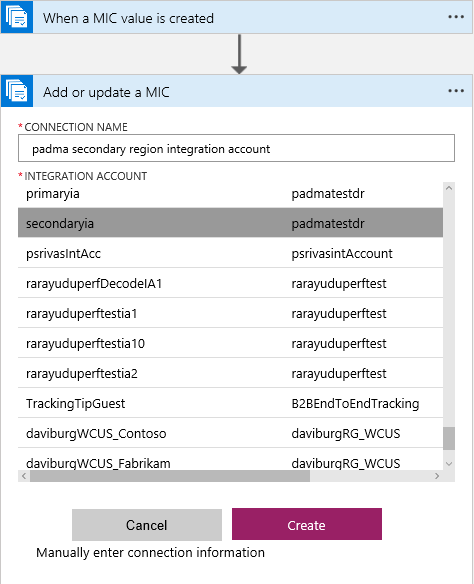 When a MIC value is created
Add or update a MIC
* CONNECTION NAME
padma secondary region integration account
* INTEGRATION ACCOUNT
primaryia padmatestdr
secondaryia padmatestdr
psrivasIntAcc psrivasintAccount
rarayuduperfDecodeIA1 rarayuduperftest
rarayuduperftestia1 rarayuduperftest
rarayuduperftestia10 rarayuduperftest
rarayuduperftestia2 rarayuduperftest
TrackingTipGuest B2BEndToEndTracking
daviburgWCUS_Contoso daviburgRG_WCUS
daviburgWCUS_Fabrikam daviburgRG_WCUS
Cancel Create
Manually enter connection information